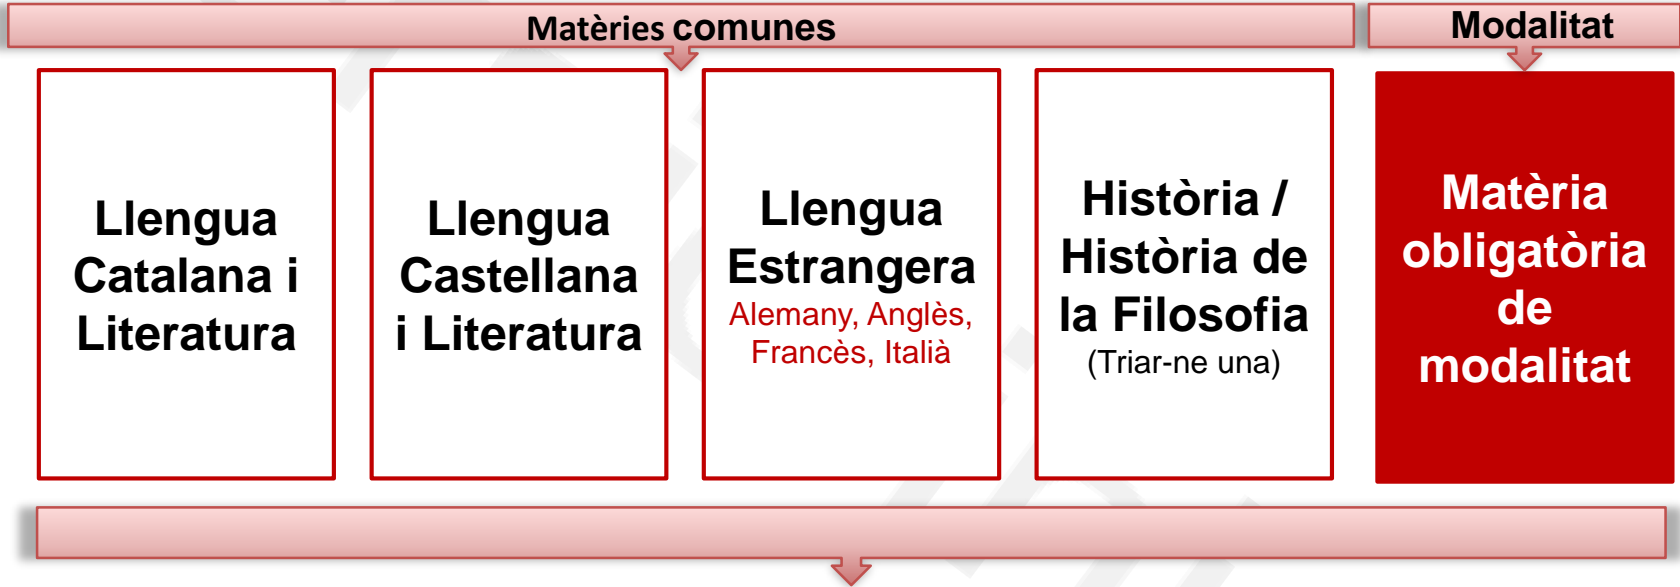 Matèries comunes
Modalitat
Llengua
Catalana i
Literatura
Llengua
Castellana
i Literatura
Llengua
Estrangera
Alemany, Anglès,
Francès, Italià
Història /
Història de
la Filosofia
(Triar-ne una)
Matèria
obligatòria
de
modalitat